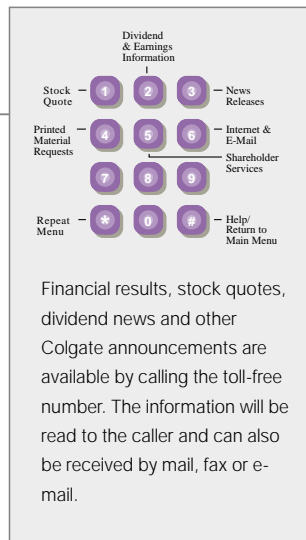 Dividend
& Earnings
Information
Stock
Quote
1
2
3
News
Releases
Printed
Material
Requests
4
5
6
Internet &
E-Mail
Shareholder
Services
7
8
9
Repeat
Menu
*
0
#
Help/
Return to
Main Menu
Financial results, stock quotes,
dividend news and other
Colgate announcements are
available by calling the toll-free
number. The information will be
read to the caller and can also
be received by mail, fax or e-
mail.